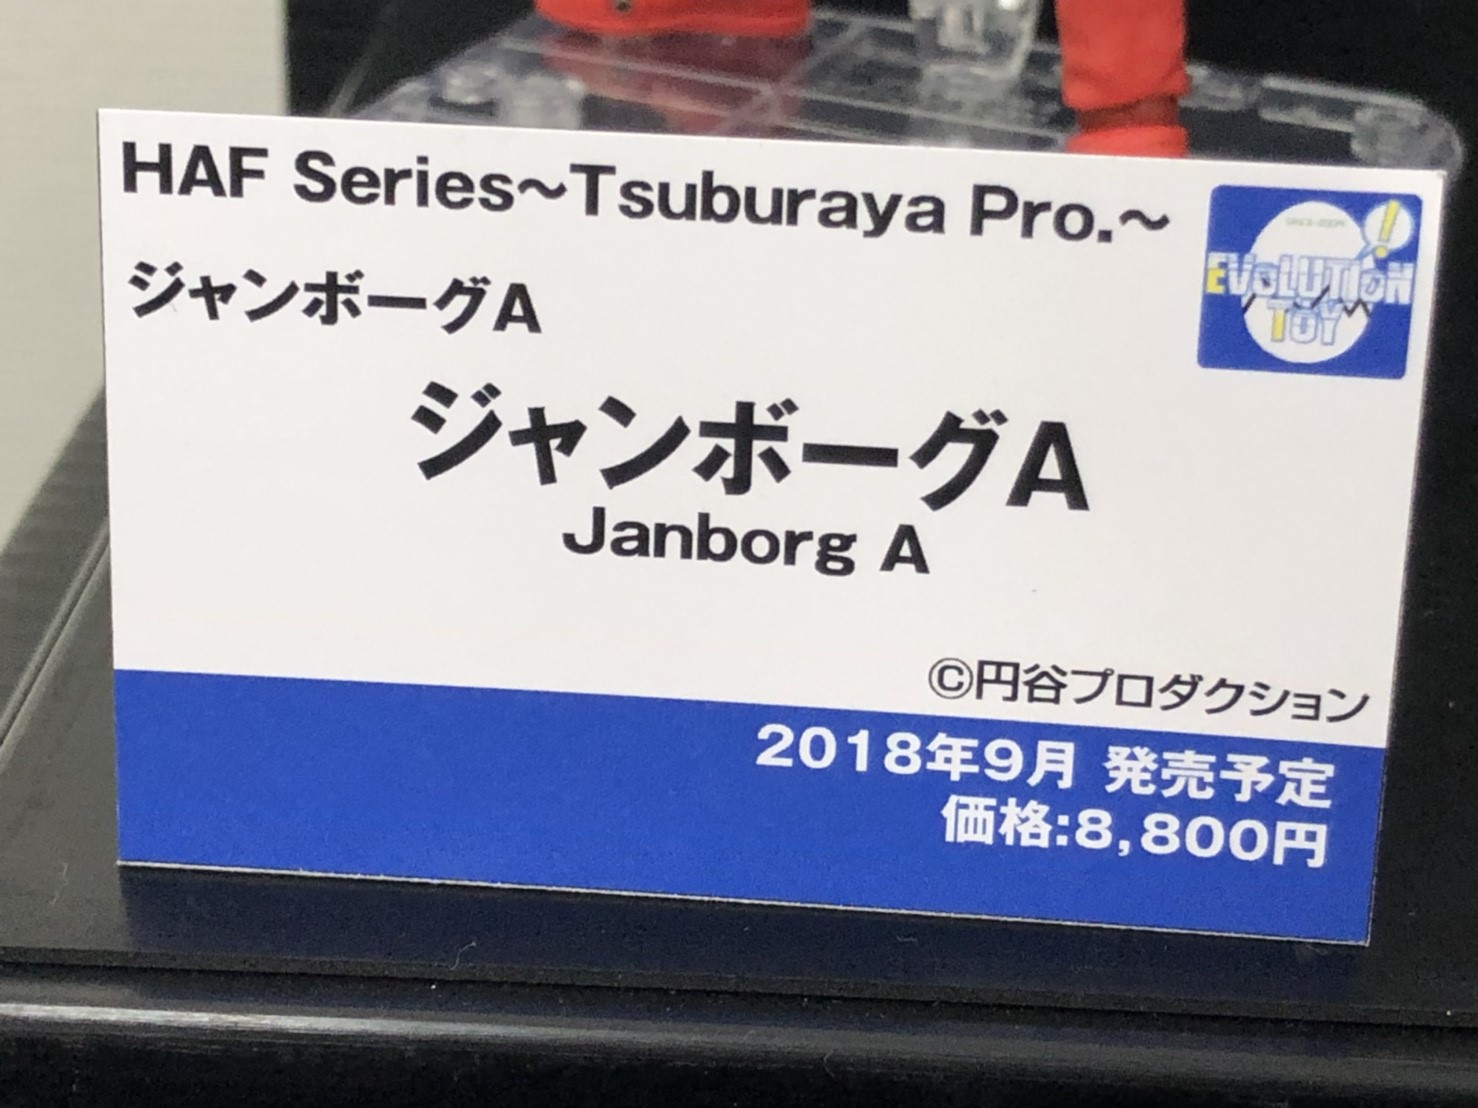 HAF Series～Tsuburaya Pro.～
ジャンボーグA
EVOLUTION
TOY
ジャンボーグA
Janborg A
©円谷プロダクション
2018年9月 発売予定
価格:8,800円